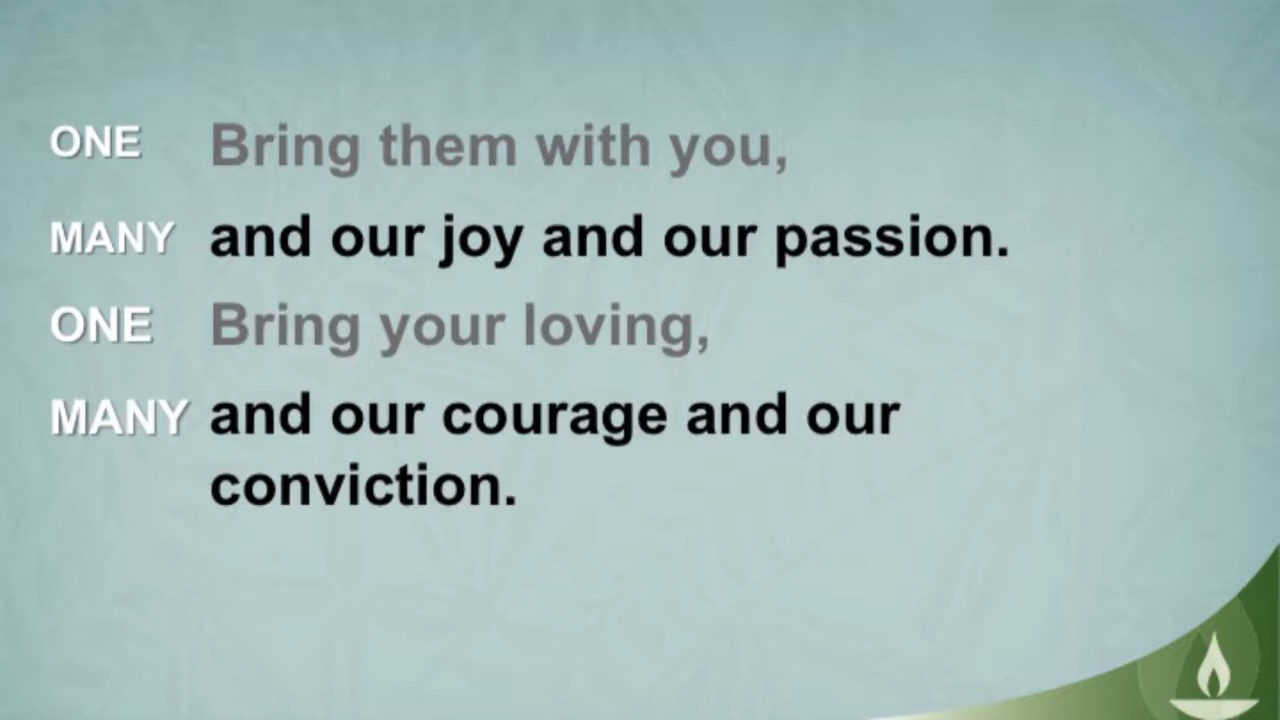 ONE Bring them with you,
MANY and our joy and our passion.
ONE Bring your loving,
MANY and our courage and our
conviction.